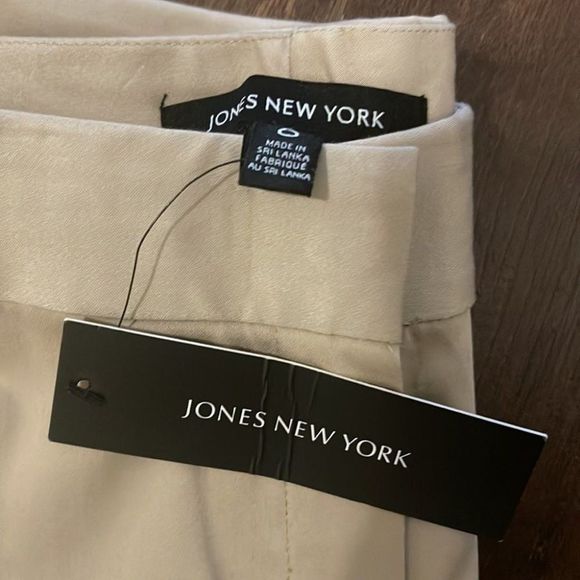 JONES NEW YORK
0
MADE IN
SRI LANKA
FABRIQUÉ
AU SRI LANKA
JONES NEW YORK